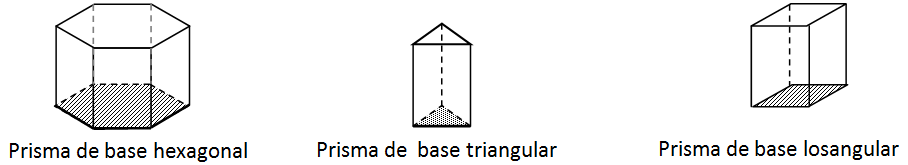 Prisma de base hexagonal
Prisma de  base triangular
Prisma de base losangular